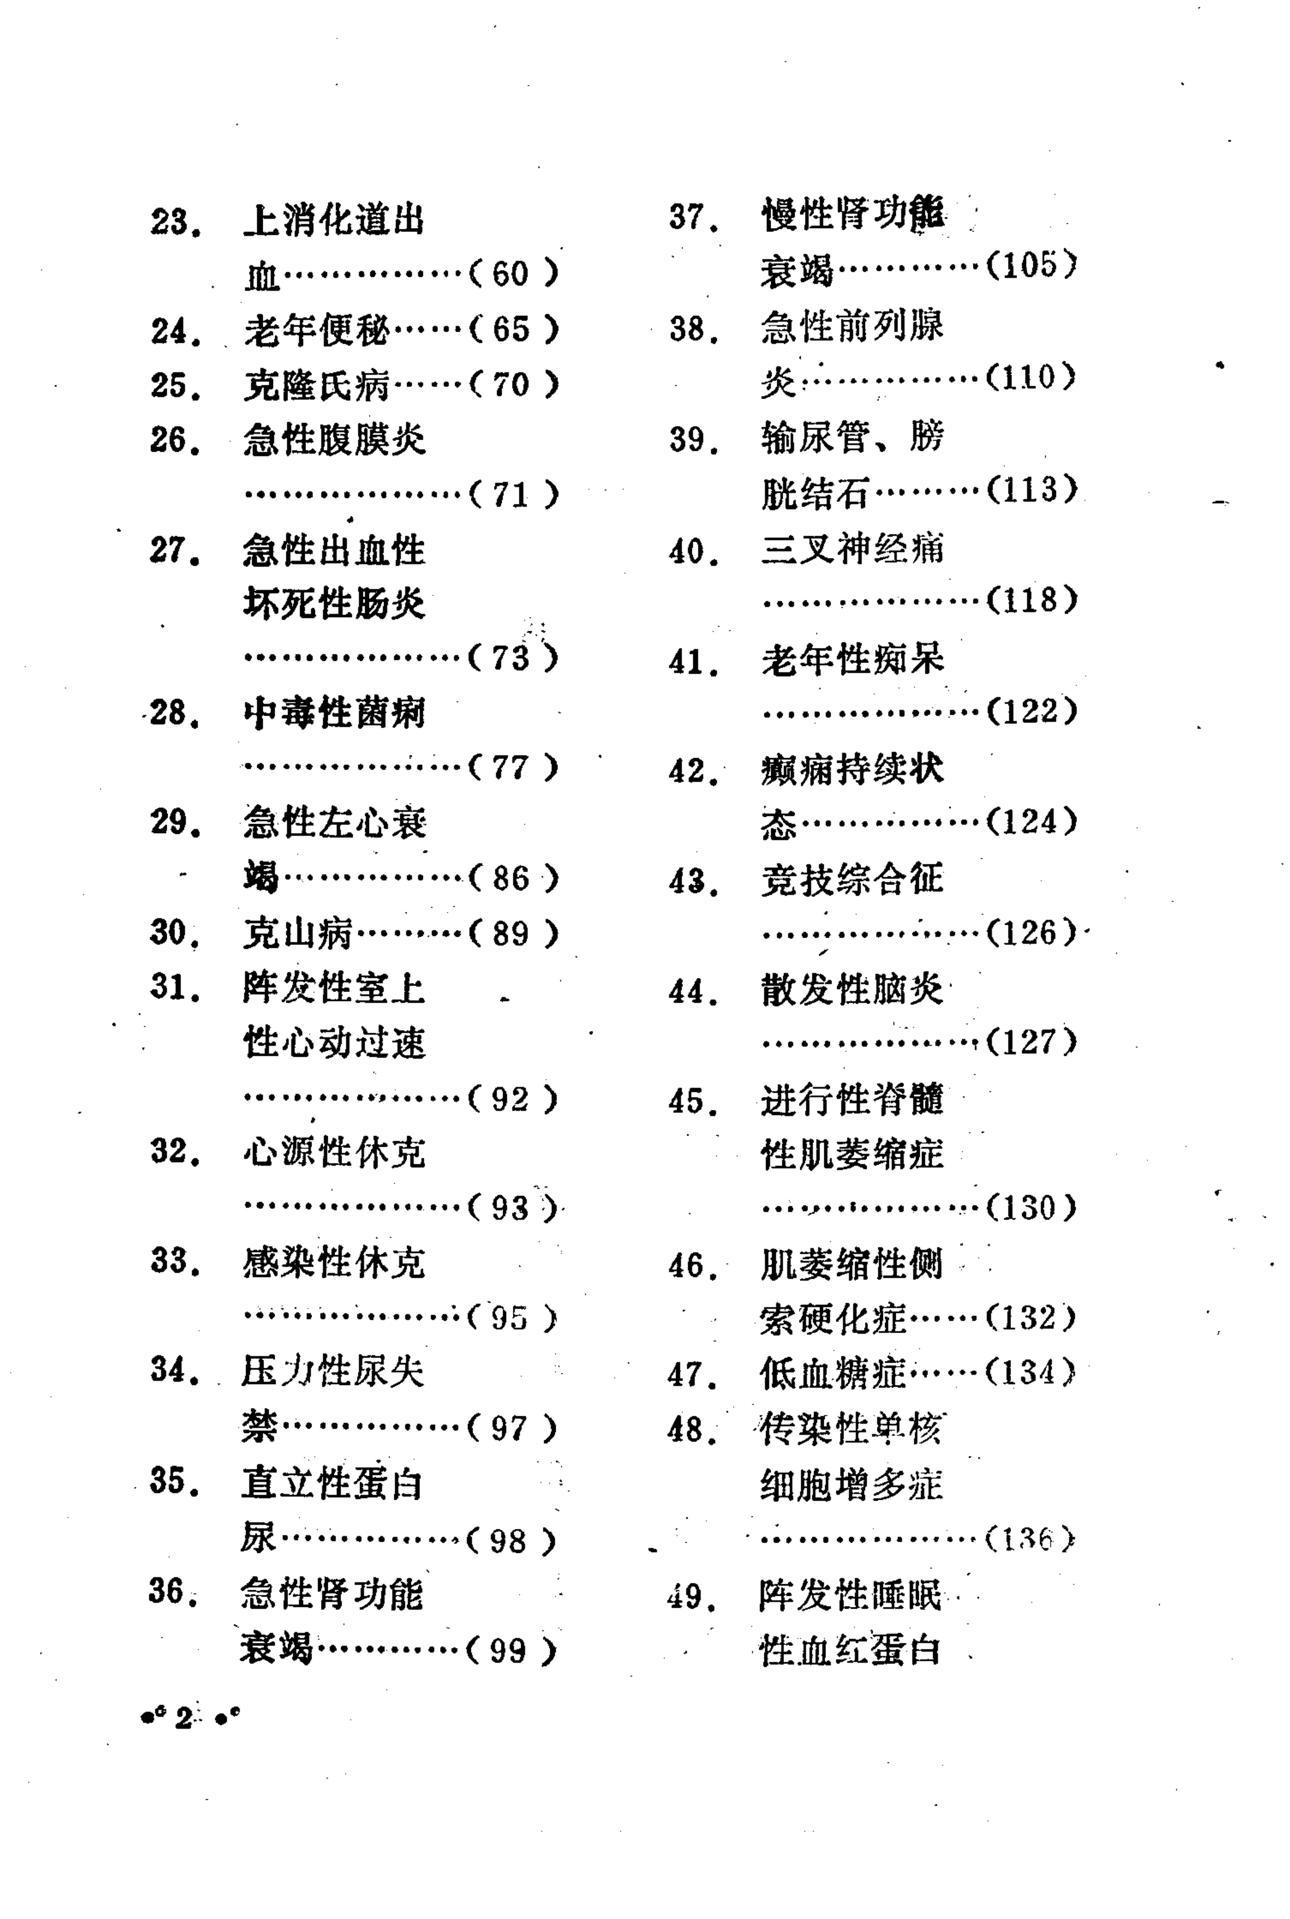 23. 上消化道出
血……………(60)
24. 老年便秘……(65)
25. 克隆氏病……(70)
26. 急性腹膜炎
………………(71)
27. 急性出血性
坏死性肠炎
………………(73)
28. 中毒性菌痢
………………(77)
29. 急性左心衰
竭……………(86)
30. 克山病………(89)
31. 阵发性室上
性心动过速
………………(92)
32. 心源性休克
………………(93)
33. 感染性休克
………………(95)
34. 压力性尿失
禁……………(97)
35. 直立性蛋白
尿……………(98)
36. 急性肾功能
衰竭…………(99)
37. 慢性肾功能
衰竭…………(105)
38. 急性前列腺
炎……………(110)
39. 输尿管、膀
胱结石………(113)
40. 三叉神经痛
………………(118)
41. 老年性痴呆
………………(122)
42. 癫痫持续状
态……………(124)
43. 竞技综合征
………………(126)
44. 散发性脑炎
………………(127)
45. 进行性脊髓
性肌萎缩症
………………(130)
46. 肌萎缩性侧
索硬化症……(132)
47. 低血糖症……(134)
48. 传染性单核
细胞增多症
………………(136)
49. 阵发性睡眠
性血红蛋白
• 2 •